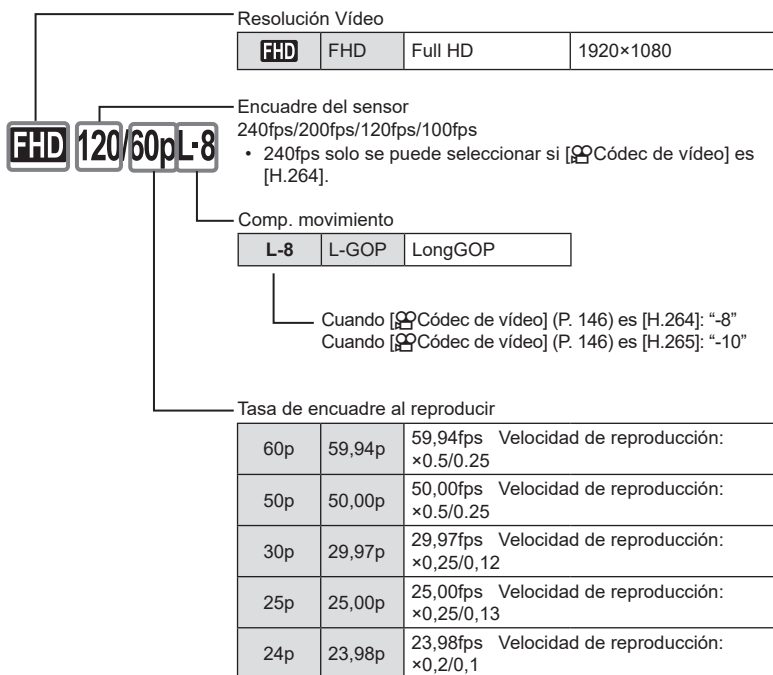 Resolución Vídeo
FHD FHD Full HD 1920×1080
FHD 120/60p L-8
Encuadre del sensor
240fps/200fps/120fps/100fps
• 240fps solo se puede seleccionar si [Códec de vídeo] es
[H.264].
Comp. movimiento
L-8 L-GOP LongGOP
Cuando [Códec de vídeo] (P. 146) es [H.264]: “-8”
Cuando [Códec de vídeo] (P. 146) es [H.265]: “-10”
Tasa de encuadre al reproducir
60p 59,94p 59,94fps Velocidad de reproducción:
×0.5/0.25
50p 50,00p 50,00fps Velocidad de reproducción:
×0.5/0.25
30p 29,97p 29,97fps Velocidad de reproducción:
×0,25/0,12
25p 25,00p 25,00fps Velocidad de reproducción:
×0,25/0,13
24p 23,98p 23,98fps Velocidad de reproducción:
×0,2/0,1